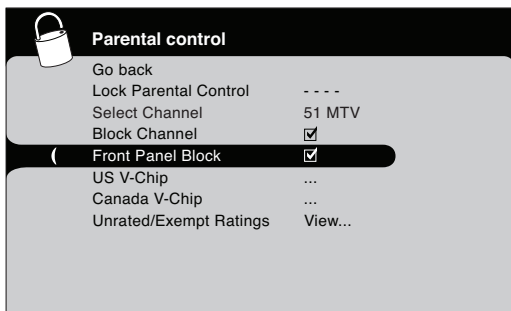 Parental control
Go back
Lock Parental Control - - - -
Select Channel 51 MTV
Block Channel ☑
Front Panel Block ☑
US V-Chip ...
Canada V-Chip ...
Unrated/Exempt Ratings View...